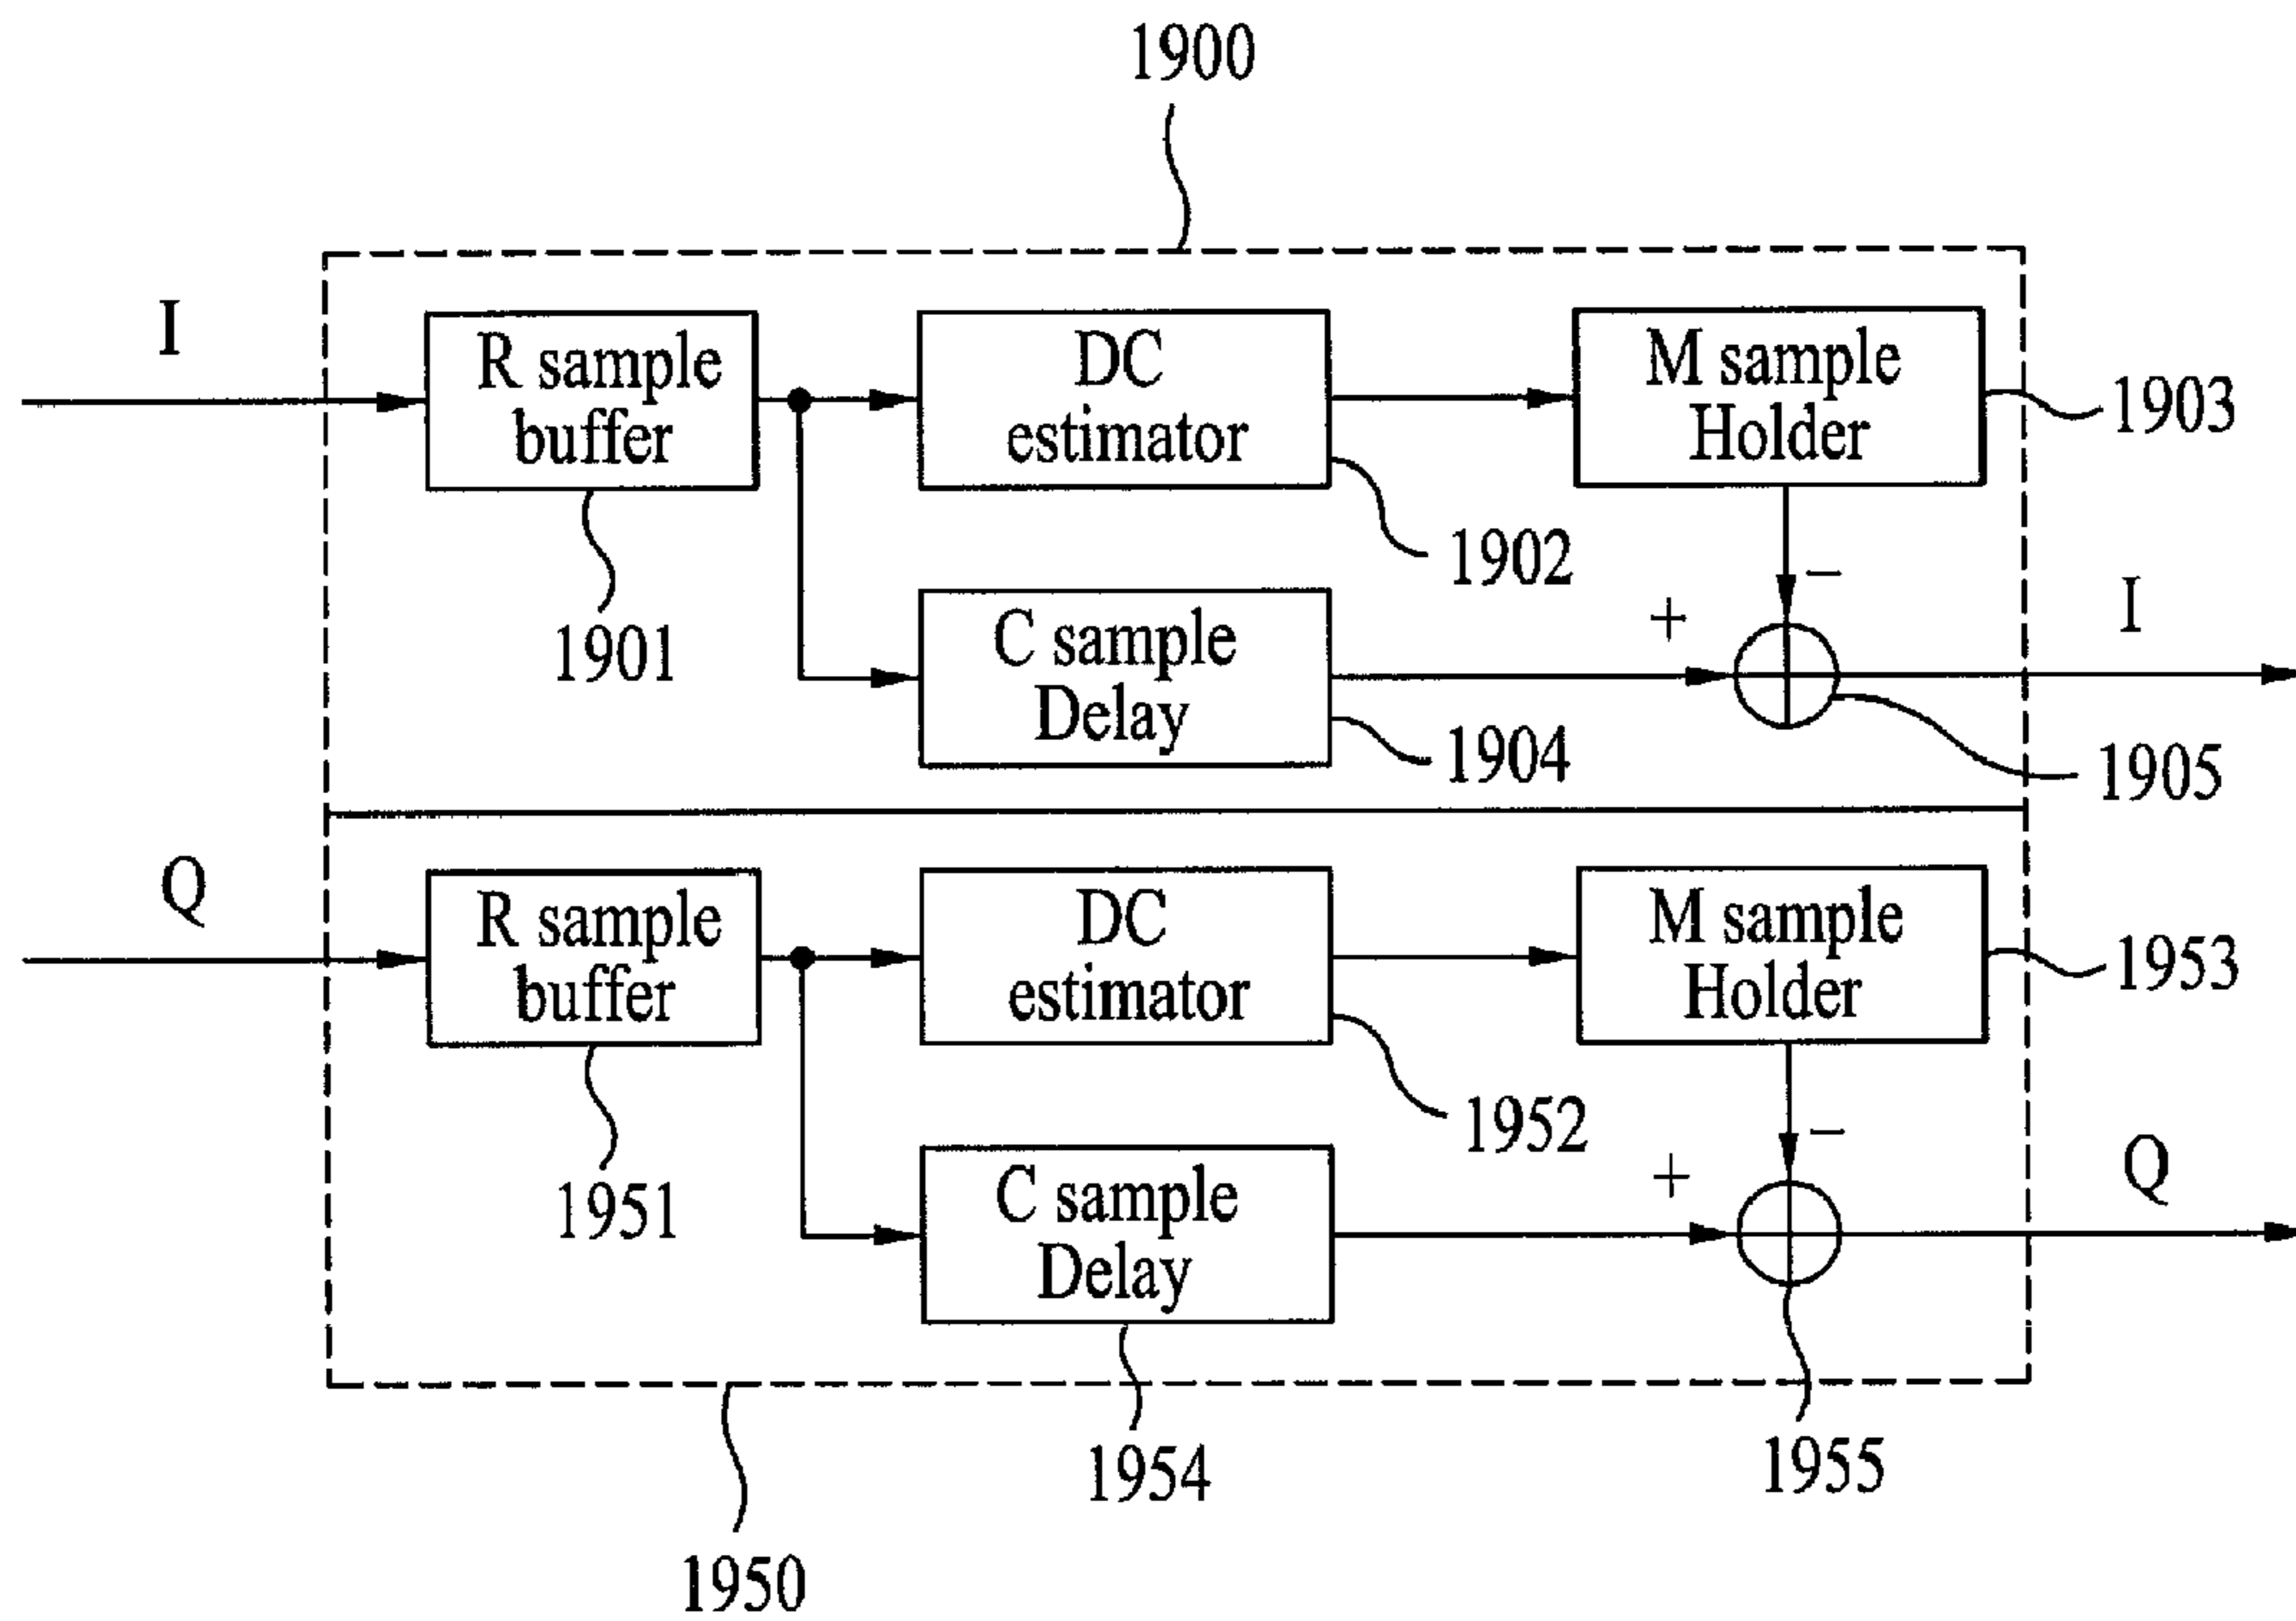 1900
I
R sample
buffer
DC
estimator
M sample
Holder
1903
1902
1901
C sample
Delay
+
−
I
1904
1905
Q
R sample
buffer
DC
estimator
M sample
Holder
1953
1952
1951
C sample
Delay
+
−
Q
1954
1955
1950